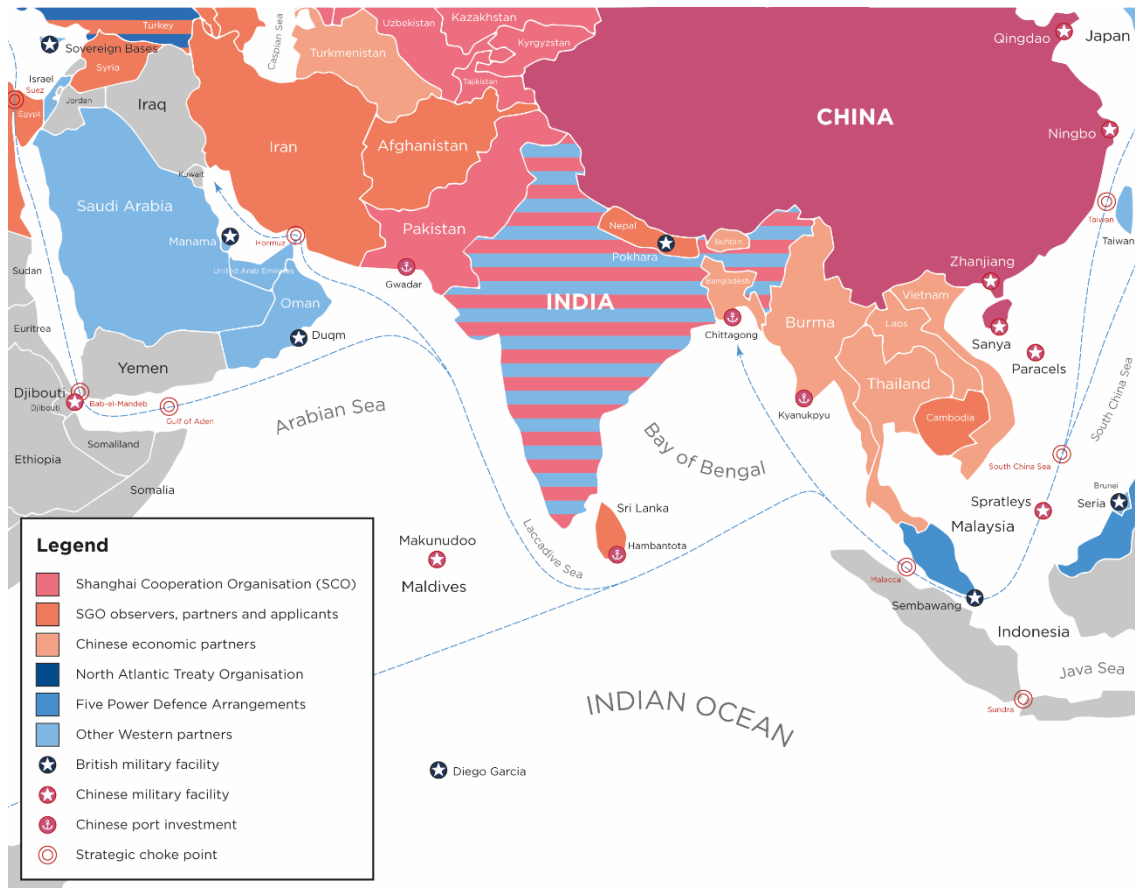 Turkey
Sovereign Bases
Syria
Israel
Suez
Egypt
Jordan
Iraq
Caspian Sea
Turkmenistan
Uzbekistan
Kazakhstan
Kyrgyzstan
Tajikistan
Qingdao
Japan
CHINA
Ningbo
Iran
Afghanistan
Kuwait
Saudi Arabia
Manama
Hormuz
Pakistan
Gwadar
Nepal
Pokhara
Buhtan
Bangladesh
Taiwan
Taiwan
United Arab Emirates
Oman
Duqm
INDIA
Chittagong
Burma
Zhanjiang
Vietnam
Laos
Sanya
Paracels
Sudan
Euritrea
Yemen
Djibouti
Djibouti
Bab-el-Mandeb
Gulf of Aden
Arabian Sea
Kyanukpyu
Thailand
Cambodia
South China Sea
South China Sea
Somaliland
Ethiopia
Somalia
Bay of Bengal
Sri Lanka
Hambantota
Laccadive Sea
Makunudoo
Maldives
Spratleys
Malaysia
Brunei
Seria
Malacca
Sembawang
Indonesia
Java Sea
Sundra
INDIAN OCEAN
Diego Garcia
Legend
Shanghai Cooperation Organisation (SCO)
SGO observers, partners and applicants
Chinese economic partners
North Atlantic Treaty Organisation
Five Power Defence Arrangements
Other Western partners
British military facility
Chinese military facility
Chinese port investment
Strategic choke point